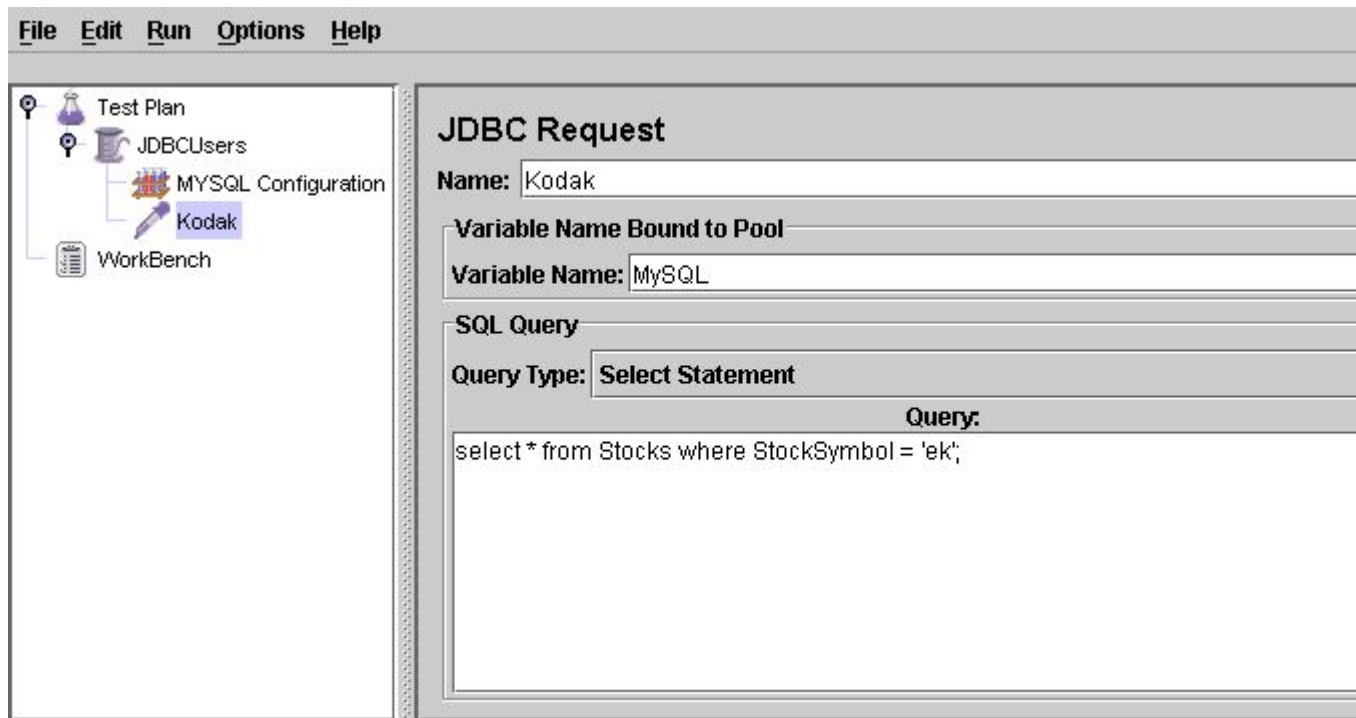 File Edit Run Options Help
Test Plan
JDBCUsers
MYSQL Configuration
Kodak
WorkBench
JDBC Request
Name: Kodak
Variable Name Bound to Pool
Variable Name: MySQL
SQL Query
Query Type: Select Statement
Query:
select * from Stocks where StockSymbol = 'ek';